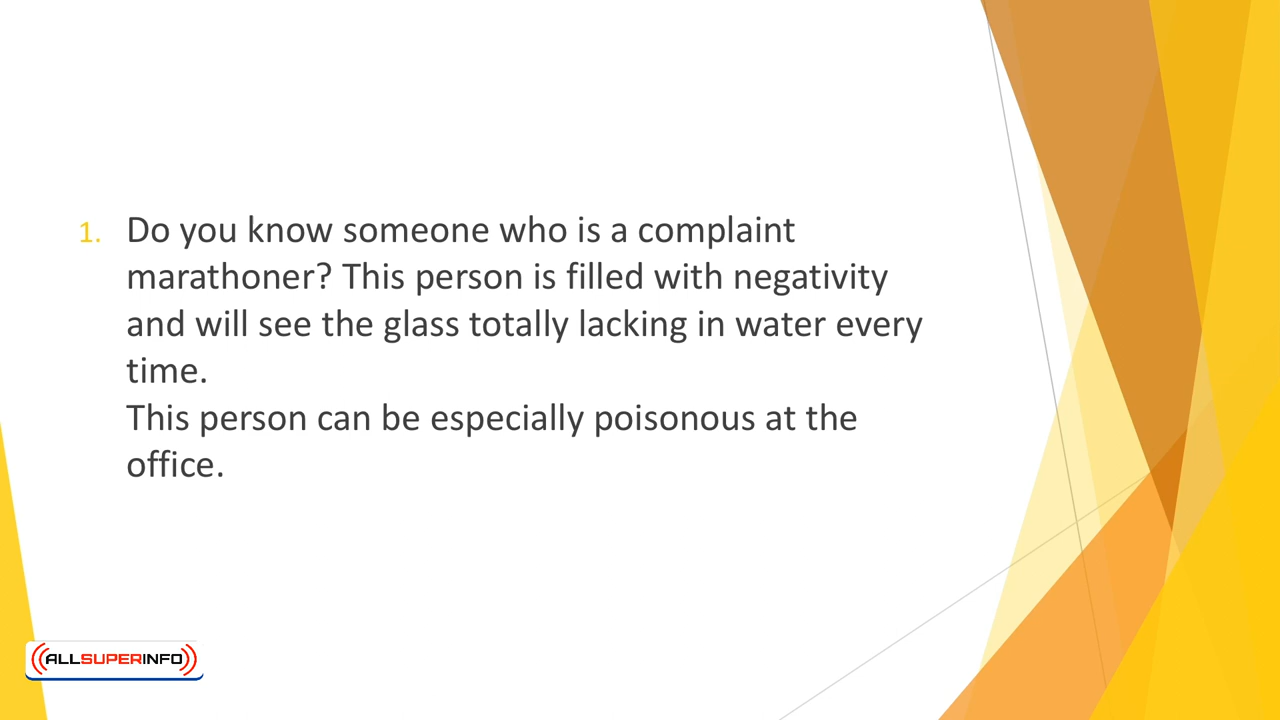 1. Do you know someone who is a complaint
marathoner? This person is filled with negativity
and will see the glass totally lacking in water every
time.
This person can be especially poisonous at the
office.
((ALLSUPERINFO))